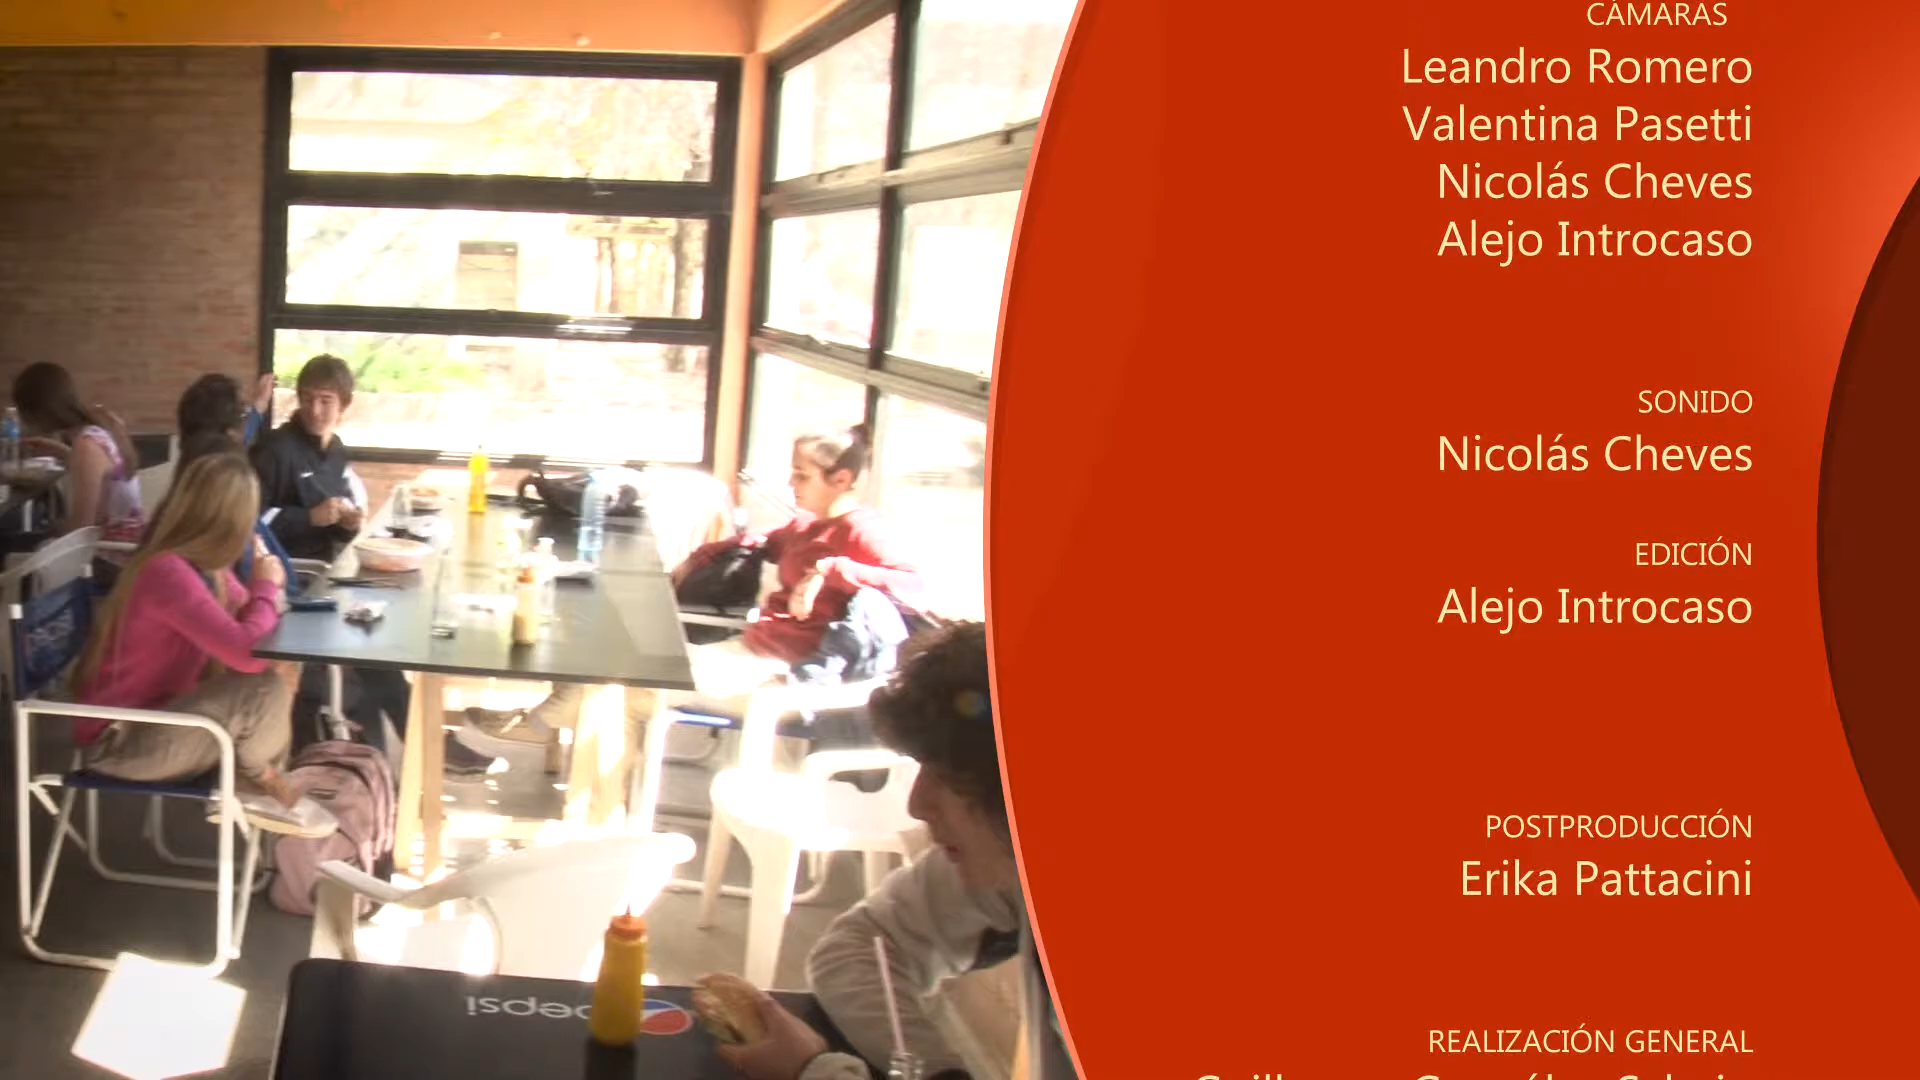 CÁMARAS
Leandro Romero
Valentina Pasetti
Nicolás Cheves
Alejo Introcaso
SONIDO
Nicolás Cheves
EDICIÓN
Alejo Introcaso
POSTPRODUCCIÓN
Erika Pattacini
REALIZACIÓN GENERAL
pepsi